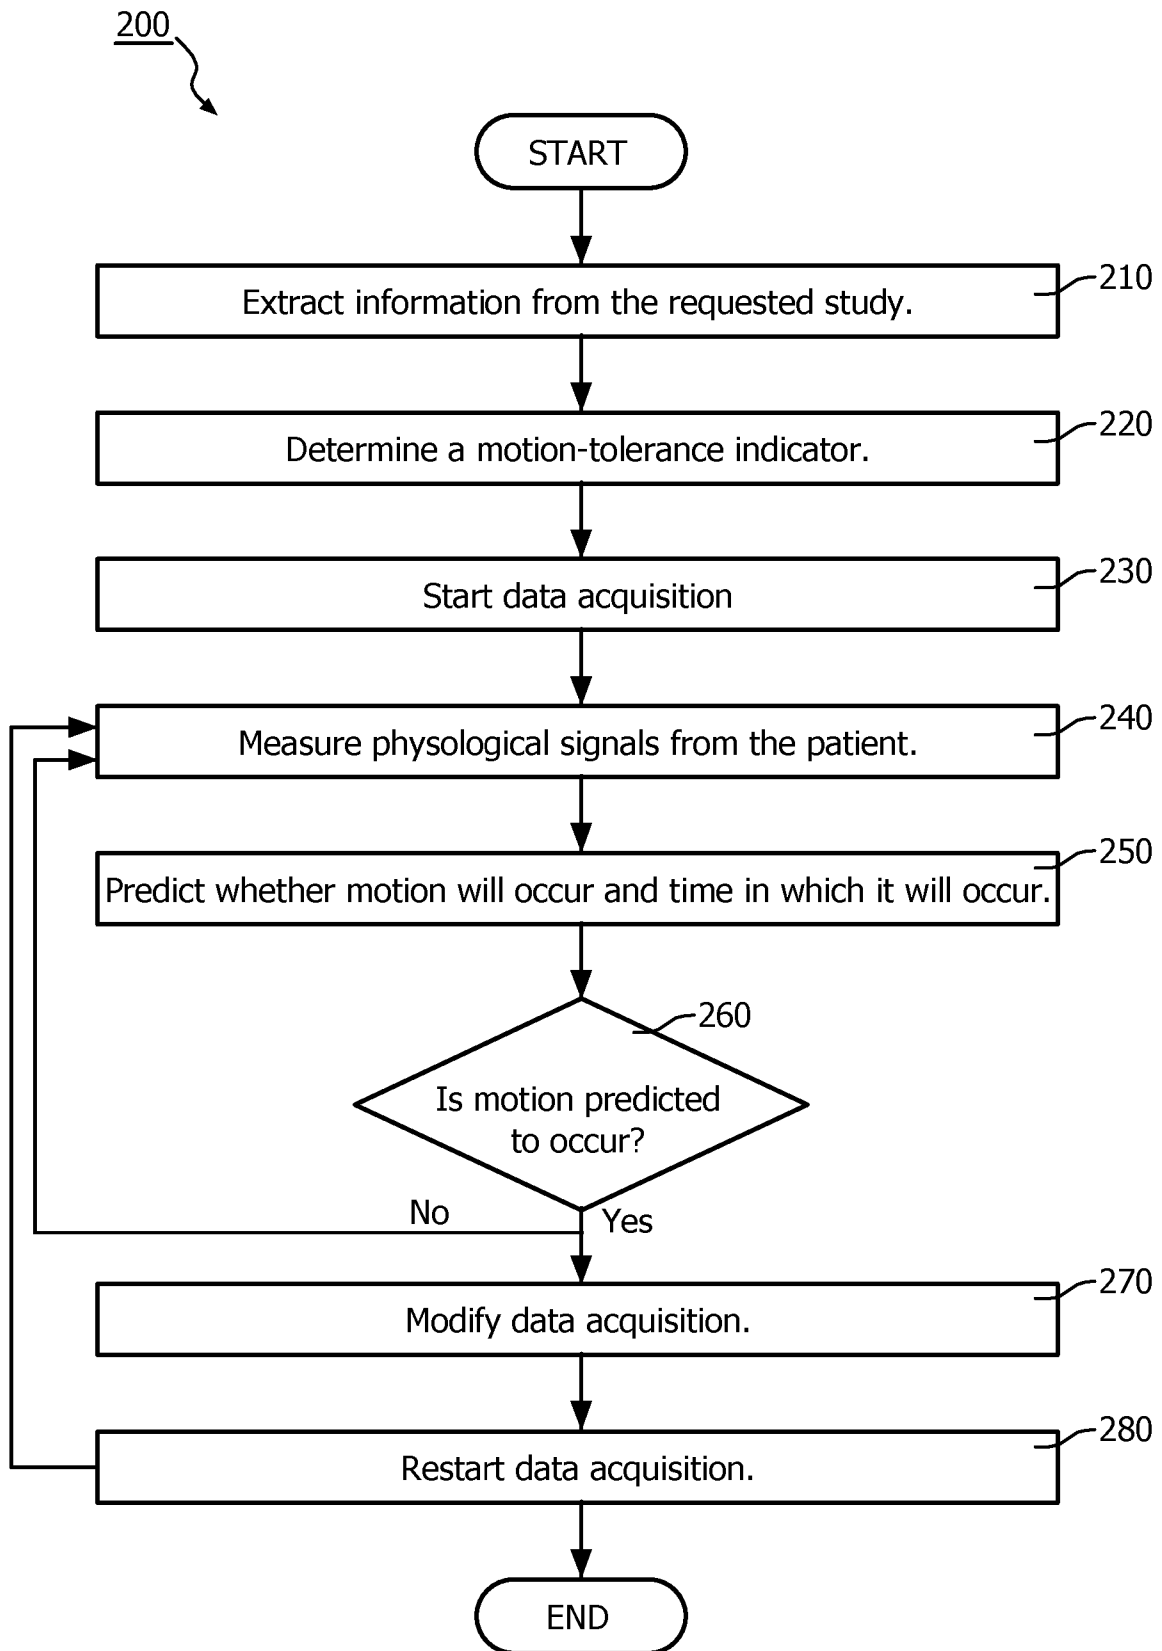 200
START
Extract information from the requested study.
210
Determine a motion-tolerance indicator.
220
Start data acquisition
230
Measure physological signals from the patient.
240
Predict whether motion will occur and time in which it will occur.
250
260
Is motion predicted
to occur?
No
Yes
Modify data acquisition.
270
Restart data acquisition.
280
END